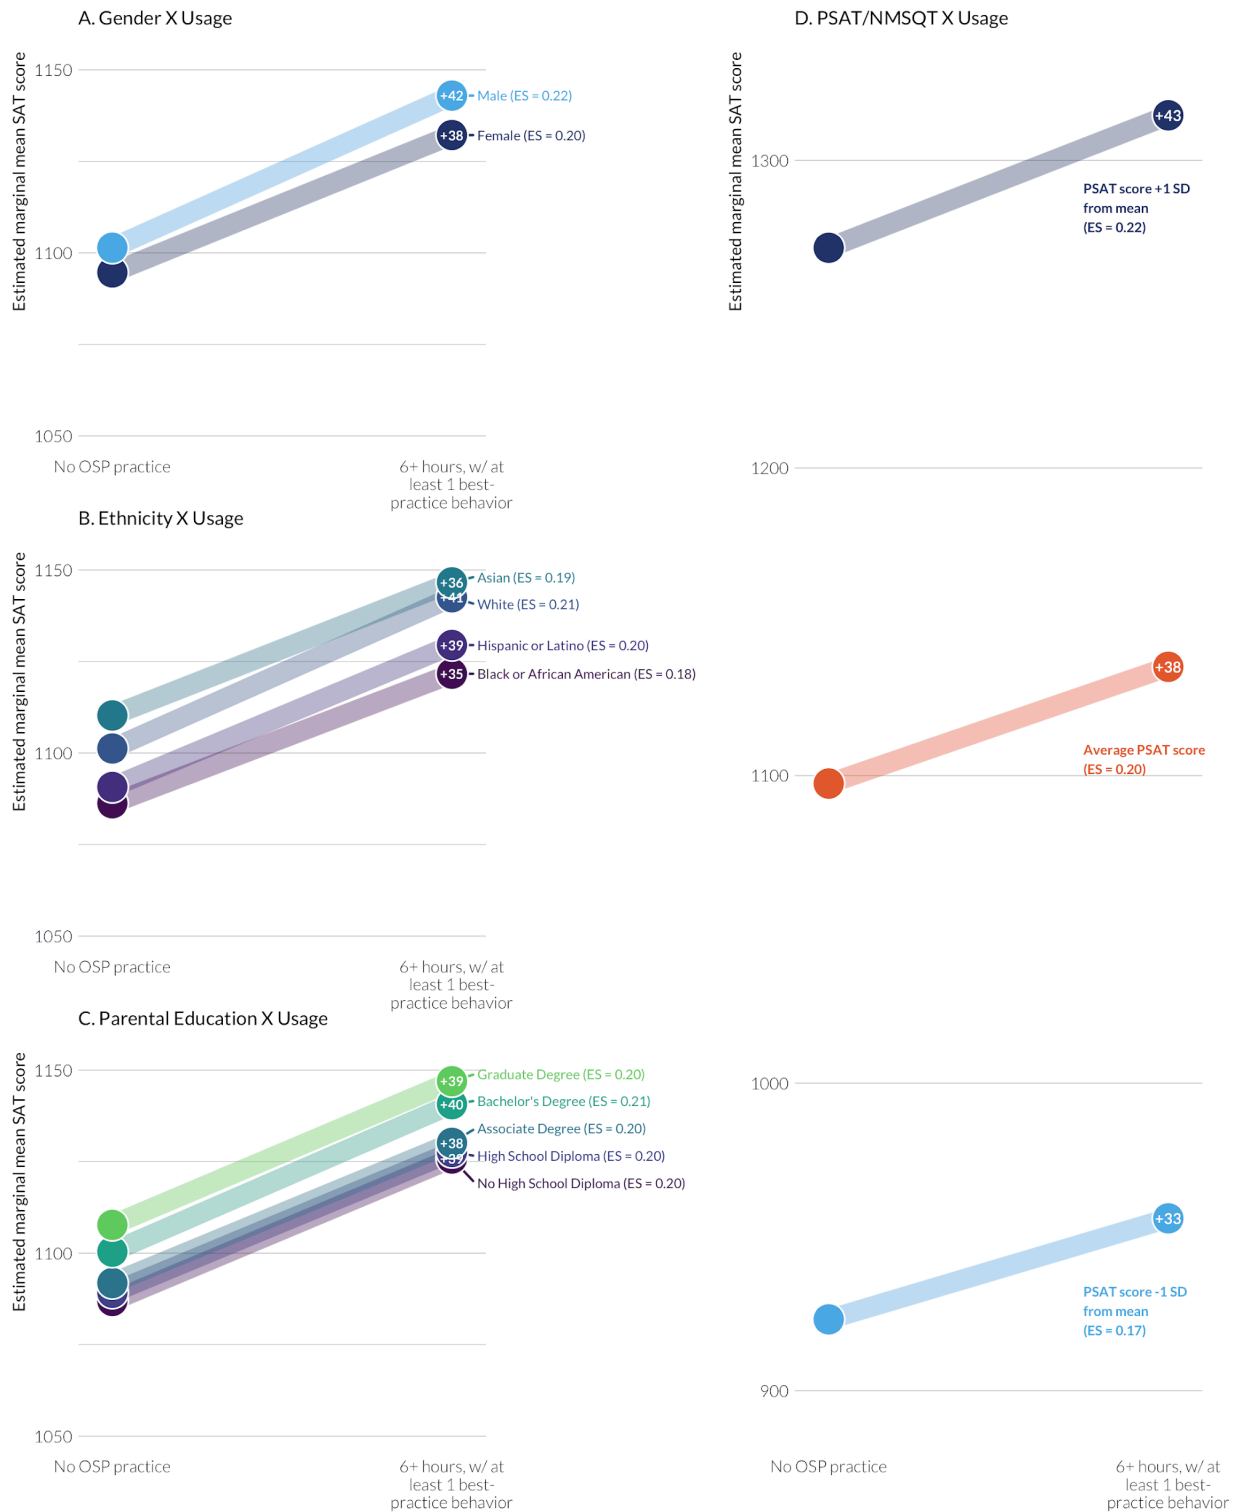 A. Gender X Usage
Estimated marginal mean SAT score
1150
1100
1050
+42
Male (ES = 0.22)
+38
Female (ES = 0.20)
No OSP practice
6+ hours, w/ at
least 1 best-
practice behavior
B. Ethnicity X Usage
Estimated marginal mean SAT score
1150
1100
1050
+36
Asian (ES = 0.19)
+41
White (ES = 0.21)
+39
Hispanic or Latino (ES = 0.20)
+35
Black or African American (ES = 0.18)
No OSP practice
6+ hours, w/ at
least 1 best-
practice behavior
C. Parental Education X Usage
Estimated marginal mean SAT score
1150
1100
1050
+39
Graduate Degree (ES = 0.20)
+40
Bachelor's Degree (ES = 0.21)
+38
Associate Degree (ES = 0.20)
High School Diploma (ES = 0.20)
+39
No High School Diploma (ES = 0.20)
No OSP practice
6+ hours, w/ at
least 1 best-
practice behavior
D. PSAT/NMSQT X Usage
Estimated marginal mean SAT score
1300
1200
1100
1000
900
+43
PSAT score +1 SD
from mean
(ES = 0.22)
+38
Average PSAT score
(ES = 0.20)
+33
PSAT score -1 SD
from mean
(ES = 0.17)
No OSP practice
6+ hours, w/ at
least 1 best-
practice behavior